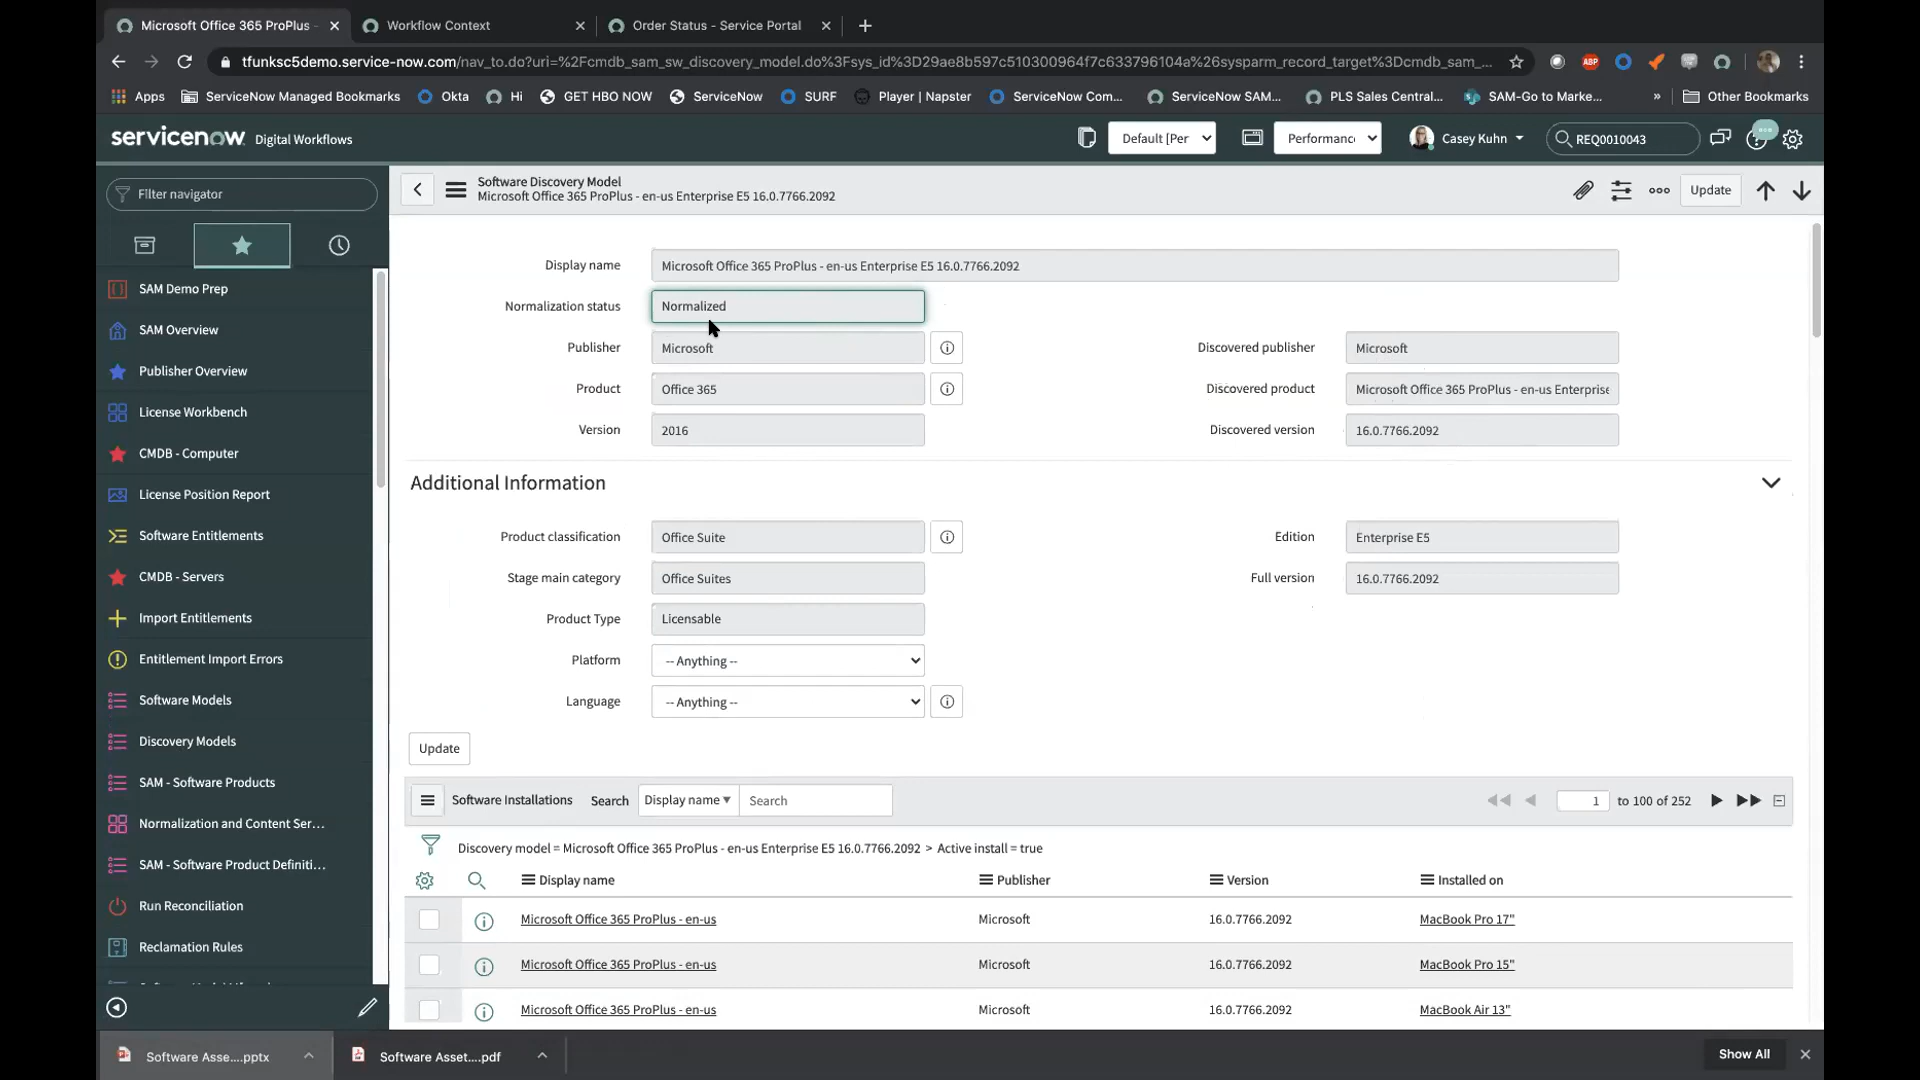 Microsoft Office 365 ProPlus -
Workflow Context
Order Status - Service Portal
tfunksc5demo.service-now.com/nav_to.do?uri=%2Fcmdb_sam_sw_discovery_model.do%3Fsys_id%3D29ae8b597c510300964f7c633796104a%26sysparm_record_target%3Dcmdb_sam_...
ABP
Apps
ServiceNow Managed Bookmarks
Okta
Hi
GET HBO NOW
ServiceNow
SURF
Player | Napster
ServiceNow Com...
ServiceNow SAM...
PLS Sales Central...
SAM-Go to Marke...
»
Other Bookmarks
servicenow
Digital Workflows
Default [Per
Performanc
Casey Kuhn
REQ0010043
Filter navigator
SAM Demo Prep
SAM Overview
Publisher Overview
License Workbench
CMDB - Computer
License Position Report
Software Entitlements
CMDB - Servers
Import Entitlements
Entitlement Import Errors
Software Models
Discovery Models
SAM - Software Products
Normalization and Content Ser...
SAM - Software Product Definiti...
Run Reconciliation
Reclamation Rules
Software Discovery Model
Microsoft Office 365 ProPlus - en-us Enterprise E5 16.0.7766.2092
Update
Display name
Microsoft Office 365 ProPlus - en-us Enterprise E5 16.0.7766.2092
Normalization status
Normalized
Publisher
Microsoft
Discovered publisher
Microsoft
Product
Office 365
Discovered product
Microsoft Office 365 ProPlus - en-us Enterprise
Version
2016
Discovered version
16.0.7766.2092
Additional Information
Product classification
Office Suite
Edition
Enterprise E5
Stage main category
Office Suites
Full version
16.0.7766.2092
Product Type
Licensable
Platform
-- Anything --
Language
-- Anything --
Update
Software Installations
Search
Display name
Search
1
to 100 of 252
Discovery model = Microsoft Office 365 ProPlus - en-us Enterprise E5 16.0.7766.2092 > Active install = true
Display name
Publisher
Version
Installed on
Microsoft Office 365 ProPlus - en-us
Microsoft
16.0.7766.2092
MacBook Pro 17"
Microsoft Office 365 ProPlus - en-us
Microsoft
16.0.7766.2092
MacBook Pro 15"
Microsoft Office 365 ProPlus - en-us
Microsoft
16.0.7766.2092
MacBook Air 13"
Software Asse....pptx
Software Asset....pdf
Show All